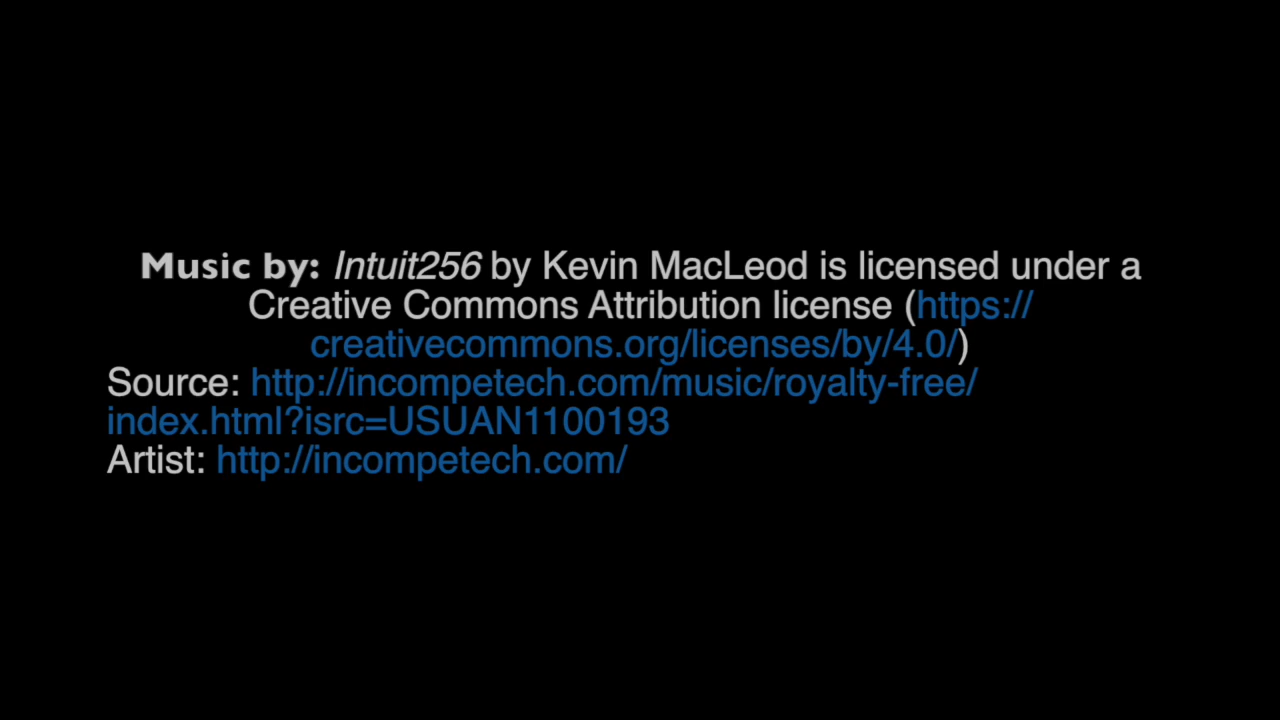 Music by: Intuit256 by Kevin MacLeod is licensed under a
Creative Commons Attribution license (https://
creativecommons.org/licenses/by/4.0/)
Source: http://incompetech.com/music/royalty-free/
index.html?isrc=USUAN1100193
Artist: http://incompetech.com/